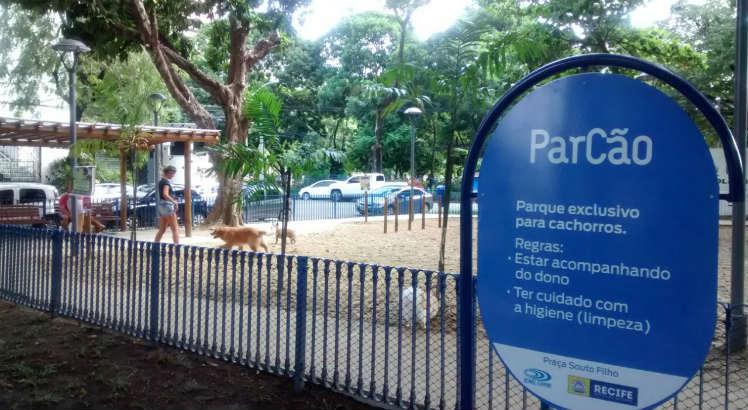 ParCão
Parque exclusivo
para cachorros.
Regras:
· Estar acompanhando
do dono
· Ter cuidado com
a higiene (limpeza)
Praça Souto Filho
RECIFE